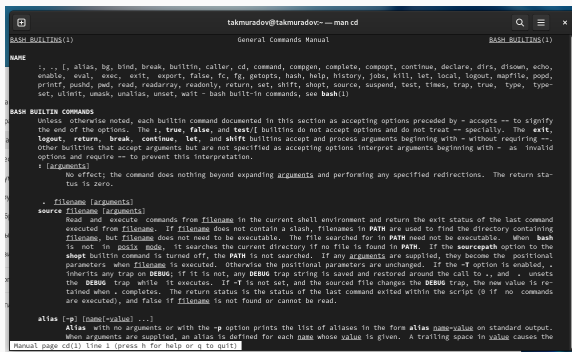 takmuradov@takmuradov:~ — man cd
BASH_BUILTINS(1) General Commands Manual BASH_BUILTINS(1)
NAME
:, ., [, alias, bg, bind, break, builtin, caller, cd, command, compgen, complete, compopt, continue, declare, dirs, disown, echo,
enable, eval, exec, exit, export, false, fc, fg, getopts, hash, help, history, jobs, kill, let, local, logout, mapfile, popd,
printf, pushd, pwd, read, readarray, readonly, return, set, shift, shopt, source, suspend, test, times, trap, true, type, type-
set, ulimit, umask, unalias, unset, wait - bash built-in commands, see bash(1)
BASH BUILTIN COMMANDS
Unless otherwise noted, each builtin command documented in this section as accepting options preceded by - accepts -- to signify
the end of the options. The :, true, false, and test/[ builtins do not accept options and do not treat -- specially. The exit,
logout, return, break, continue, let, and shift builtins accept and process arguments beginning with - without requiring --.
Other builtins that accept arguments but are not specified as accepting options interpret arguments beginning with - as invalid
options and require -- to prevent this interpretation.
: [arguments]
No effect; the command does nothing beyond expanding arguments and performing any specified redirections. The return sta-
tus is zero.
. filename [arguments]
source filename [arguments]
Read and execute commands from filename in the current shell environment and return the exit status of the last command
executed from filename. If filename does not contain a slash, filenames in PATH are used to find the directory containing
filename, but filename does not need to be executable. The file searched for in PATH need not be executable. When bash
is not in posix mode, it searches the current directory if no file is found in PATH. If the sourcepath option to the
shopt builtin command is turned off, the PATH is not searched. If any arguments are supplied, they become the positional
parameters when filename is executed. Otherwise the positional parameters are unchanged. If the -T option is enabled, .
inherits any trap on DEBUG; if it is not, any DEBUG trap string is saved and restored around the call to ., and . unsets
the DEBUG trap while it executes. If -T is not set, and the sourced file changes the DEBUG trap, the new value is re-
tained when . completes. The return status is the status of the last command exited within the script (0 if no commands
are executed), and false if filename is not found or cannot be read.
alias [-p] [name[=value] ...]
Alias with no arguments or with the -p option prints the list of aliases in the form alias name=value on standard output.
When arguments are supplied, an alias is defined for each name whose value is given. A trailing space in value causes the
Manual page cd(1) line 1 (press h for help or q to quit)